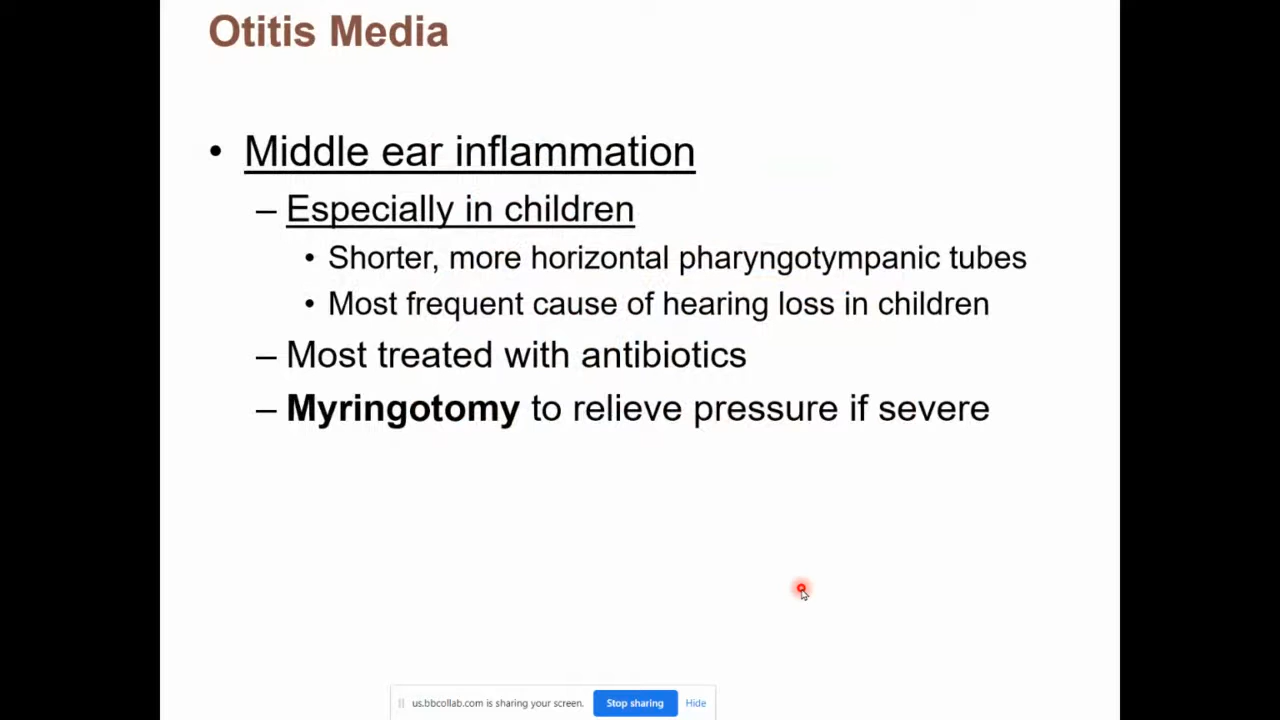 Otitis Media
• Middle ear inflammation
– Especially in children
• Shorter, more horizontal pharyngotympanic tubes
• Most frequent cause of hearing loss in children
– Most treated with antibiotics
– Myringotomy to relieve pressure if severe
us.bbcollab.com is sharing your screen. Stop sharing Hide